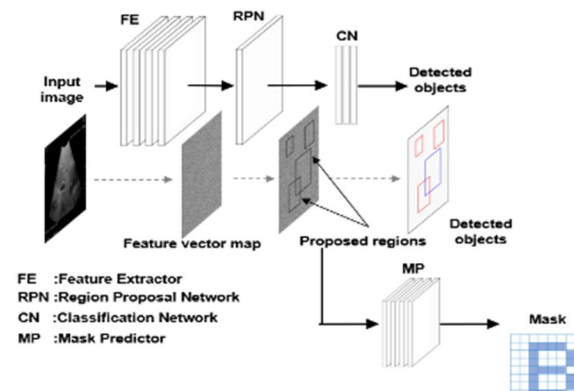 FE
RPN
CN
Input
image
Detected
objects
Feature vector map
Proposed regions
Detected
objects
MP
Mask
FE :Feature Extractor
RPN :Region Proposal Network
CN :Classification Network
MP :Mask Predictor